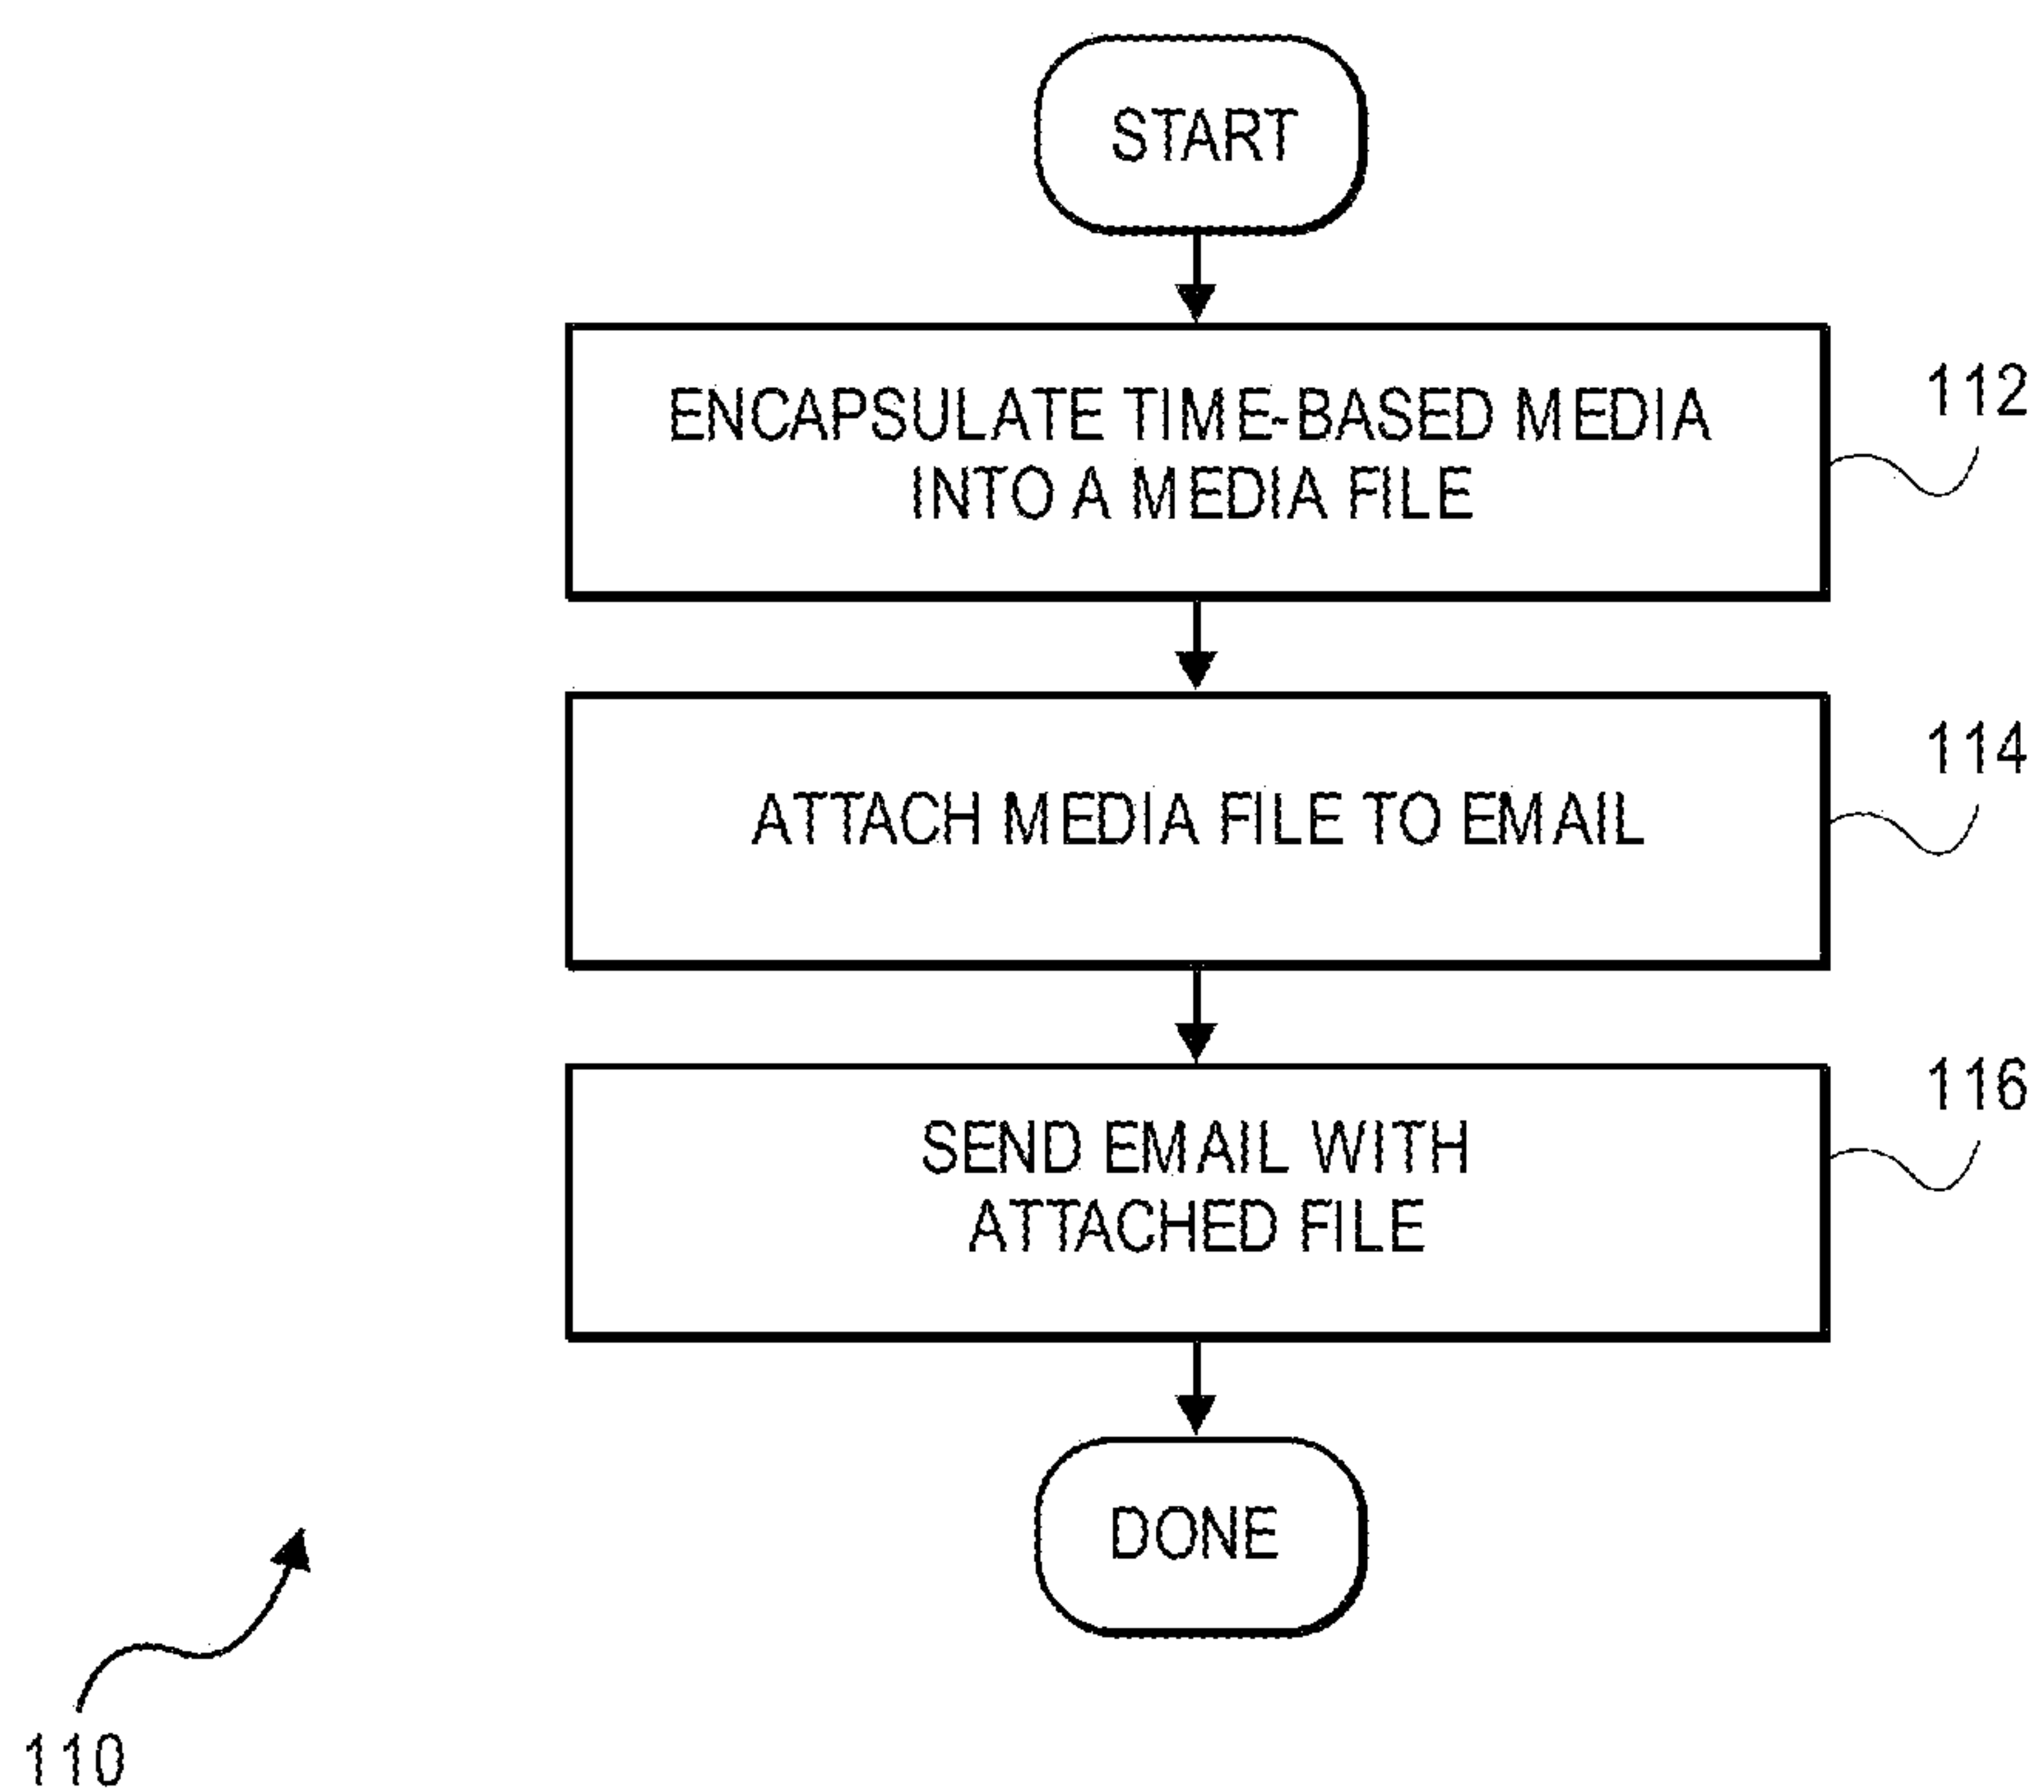 START
ENCAPSULATE TIME-BASED MEDIA
INTO A MEDIA FILE
112
ATTACH MEDIA FILE TO EMAIL
114
SEND EMAIL WITH
ATTACHED FILE
116
DONE
110